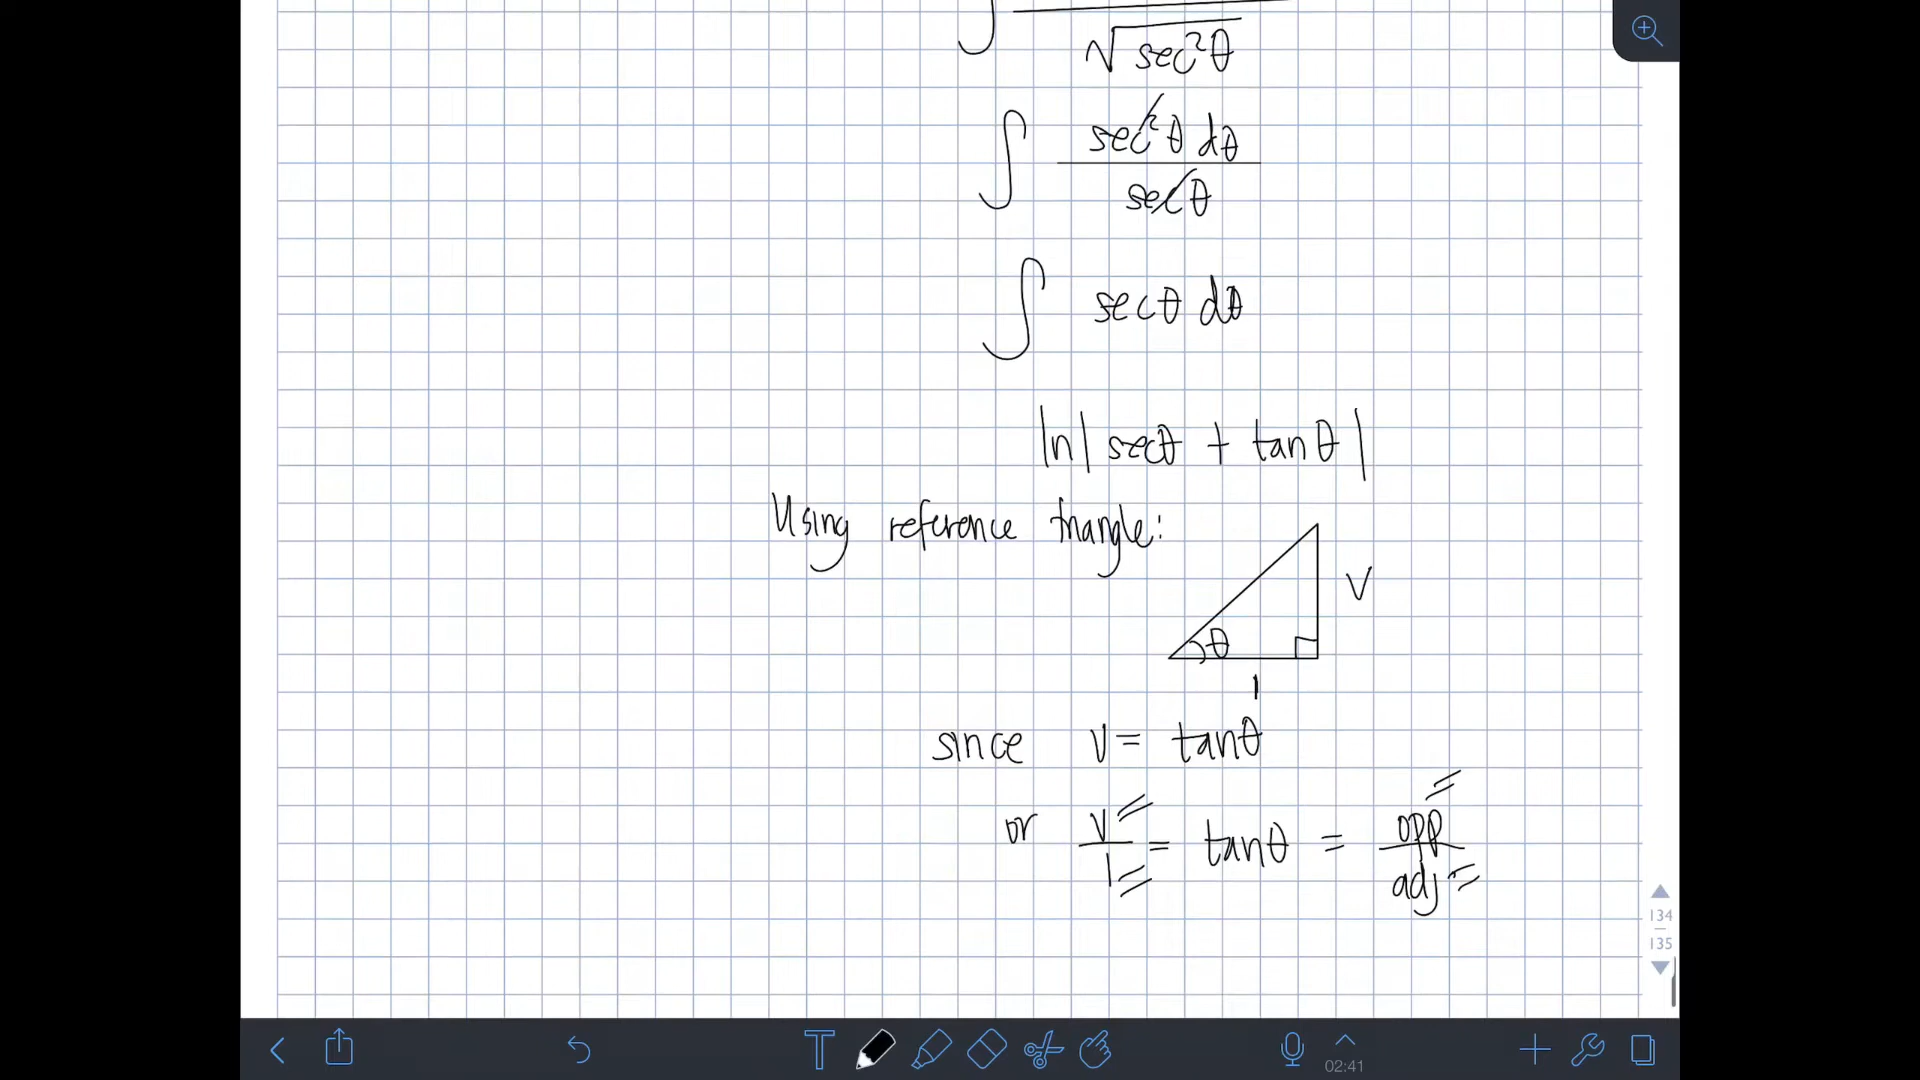 ∫ ――― / √sec²θ
∫ sec²θ dθ / secθ
∫ secθ dθ
ln| secθ + tanθ |
Using reference triangle:
V
θ
1
since v = tanθ
or v/1 = tanθ = opp/adj
134
135
T
02:41